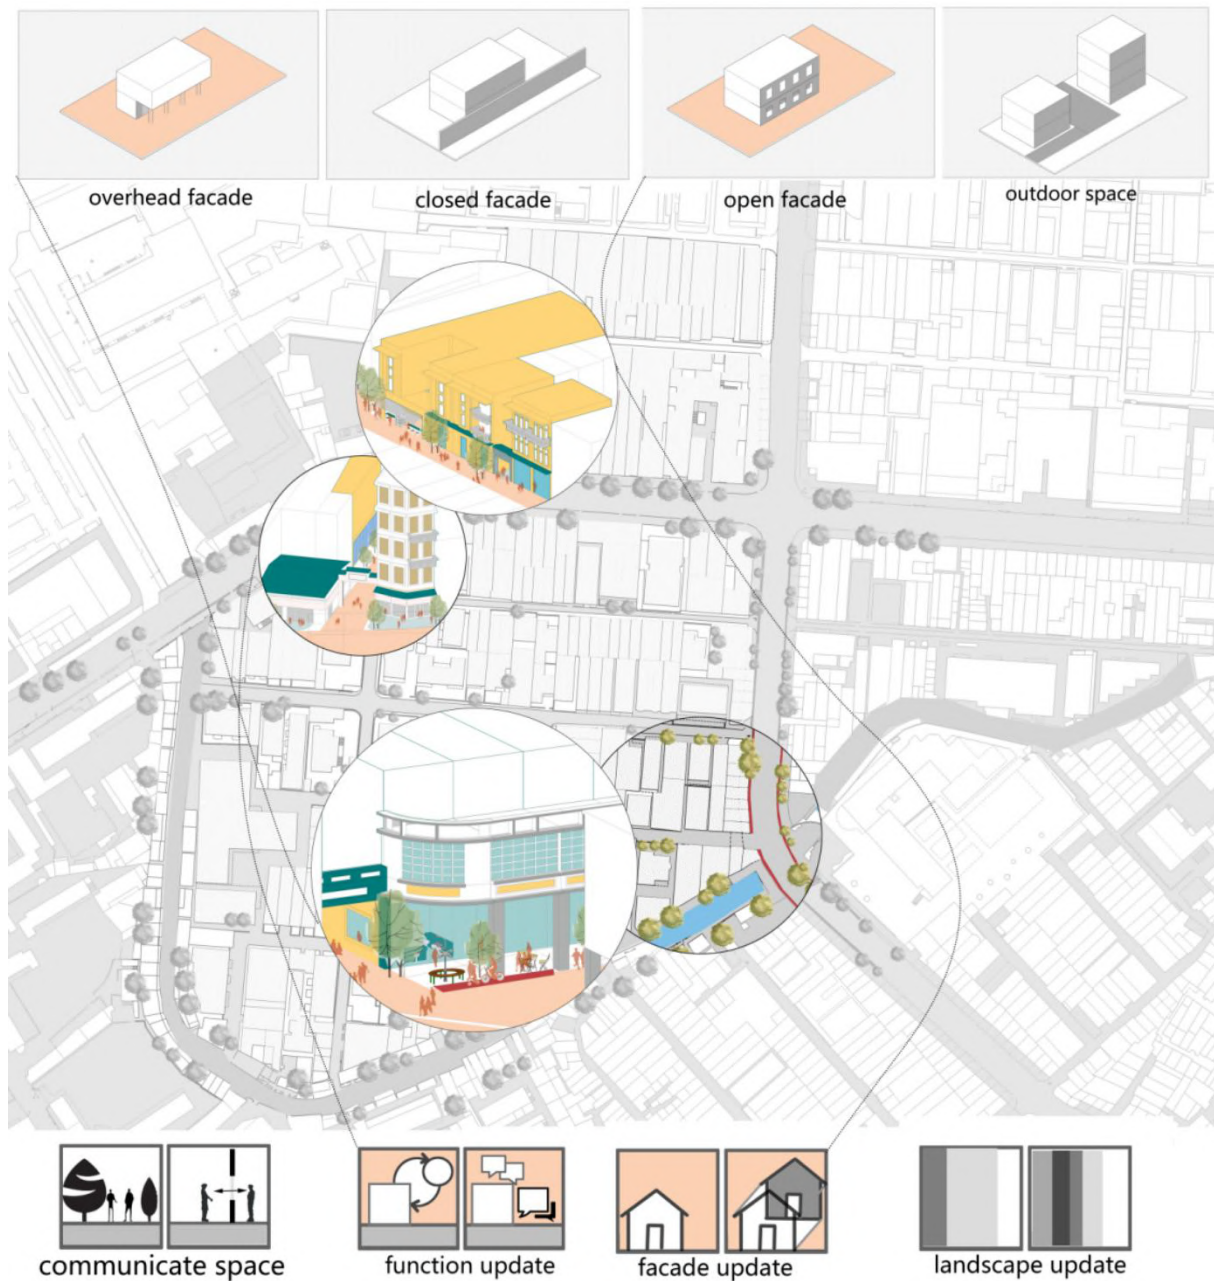 overhead facade
closed facade
open facade
outdoor space
communicate space
function update
facade update
landscape update